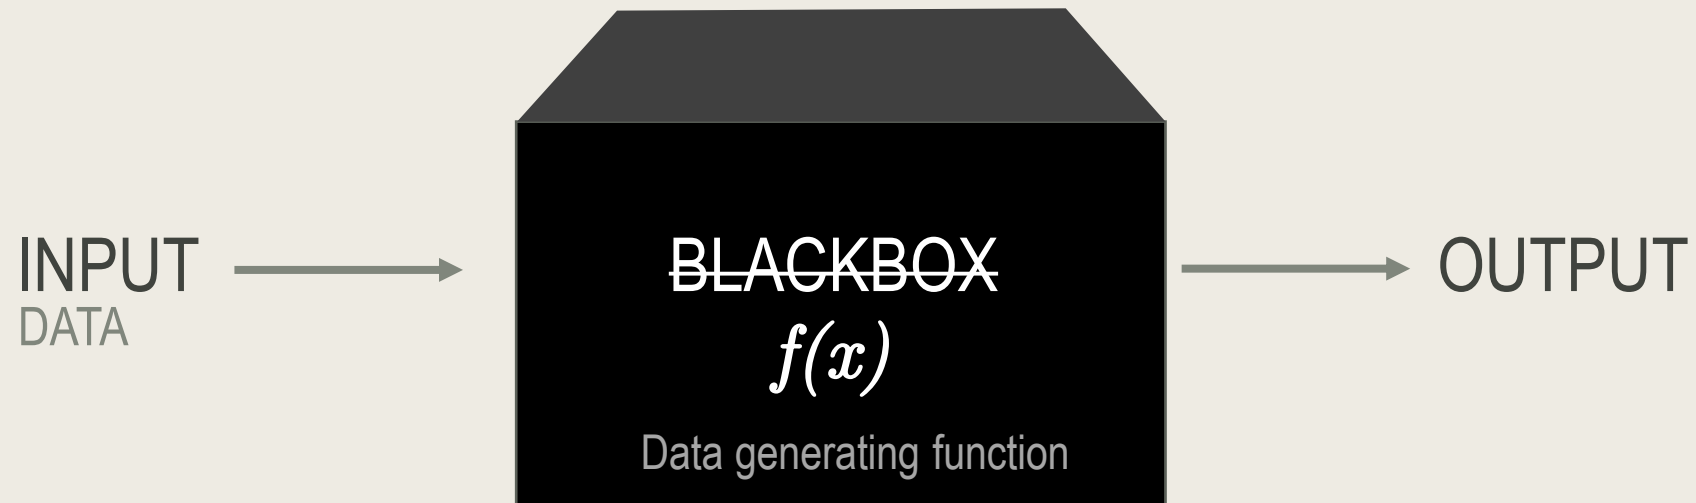 INPUT
DATA
BLACKBOX
f(x)
Data generating function
OUTPUT